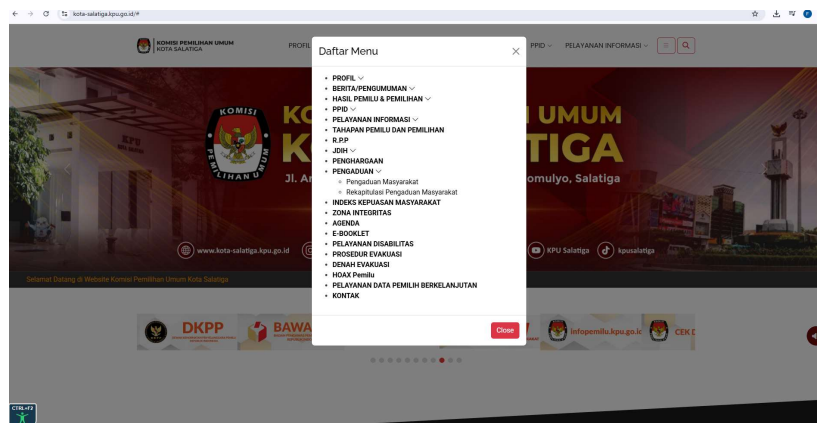 kota-salatiga.kpu.go.id/#
KOMISI PEMILIHAN UMUM
KOTA SALATIGA
PROFIL
PPID
PELAYANAN INFORMASI
Daftar Menu
PROFIL
BERITA/PENGUMUMAN
HASIL PEMILU & PEMILIHAN
PPID
PELAYANAN INFORMASI
TAHAPAN PEMILU DAN PEMILIHAN
R.P.P
JDIH
PENGHARGAAN
PENGADUAN
Pengaduan Masyarakat
Rekapitulasi Pengaduan Masyarakat
INDEKS KEPUASAN MASYARAKAT
ZONA INTEGRITAS
AGENDA
E-BOOKLET
PELAYANAN DISABILITAS
PROSEDUR EVAKUASI
DENAH EVAKUASI
HOAX Pemilu
PELAYANAN DATA PEMILIH BERKELANJUTAN
KONTAK
Close
KOMISI
PEMILIHAN UMUM
KPU
KO
UMUM
K
TIGA
Jl. Ar
omulyo, Salatiga
www.kota-salatiga.kpu.go.id
KPU Salatiga
kpusalatiga
Selamat Datang di Website Komisi Pemilihan Umum Kota Salatiga
DKPP
BAWA
infopemilu.kpu.go.id
CEK D
CTRL+F2